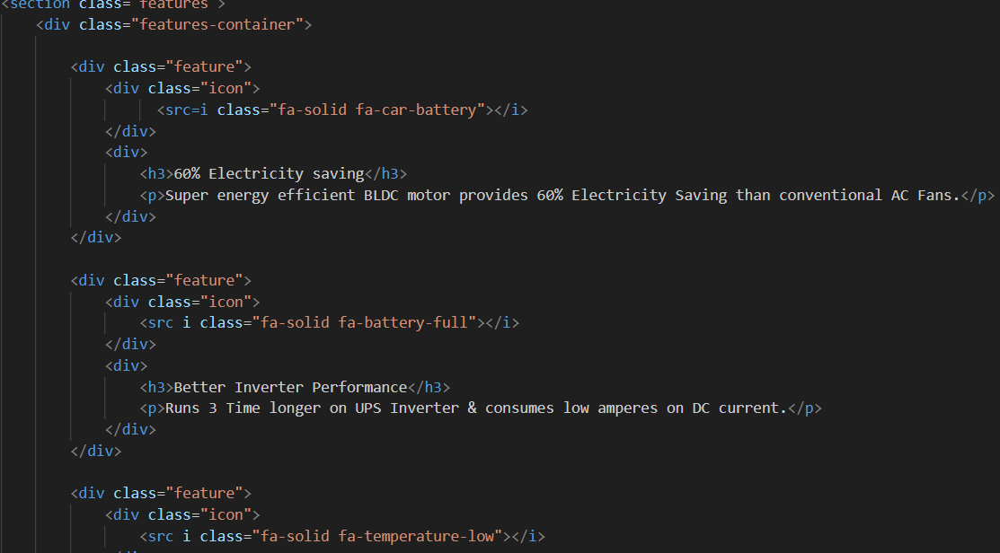 <section class="features">
<div class="features-container">
<div class="feature">
<div class="icon">
<src=i class="fa-solid fa-car-battery"></i>
</div>
<div>
<h3>60% Electricity saving</h3>
<p>Super energy efficient BLDC motor provides 60% Electricity Saving than conventional AC Fans.</p>
</div>
</div>
<div class="feature">
<div class="icon">
<src i class="fa-solid fa-battery-full"></i>
</div>
<div>
<h3>Better Inverter Performance</h3>
<p>Runs 3 Time longer on UPS Inverter & consumes low amperes on DC current.</p>
</div>
</div>
<div class="feature">
<div class="icon">
<src i class="fa-solid fa-temperature-low"></i>